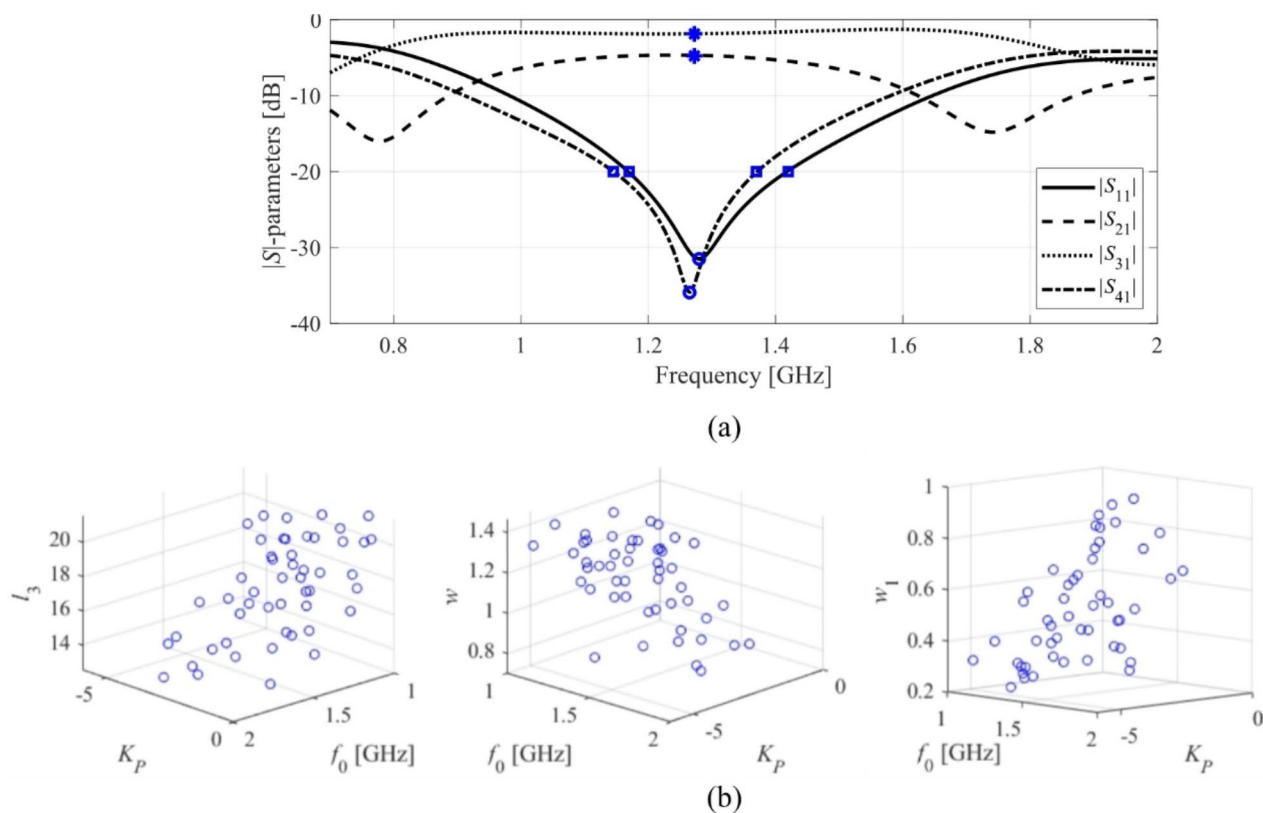 0
-10
-20
-30
-40
|S|-parameters [dB]
|S11|
|S21|
|S31|
|S41|
0.8 1 1.2 1.4 1.6 1.8 2
Frequency [GHz]
(a)
20
18
16
14
l3
-5 0
KP
2 1.5 1
f0 [GHz]
1.4
1.2
1
0.8
w
1 1.5 2
f0 [GHz]
-5 0
KP
1
0.8
0.6
0.4
0.2
w1
1 1.5 2
f0 [GHz]
-5 0
KP
(b)